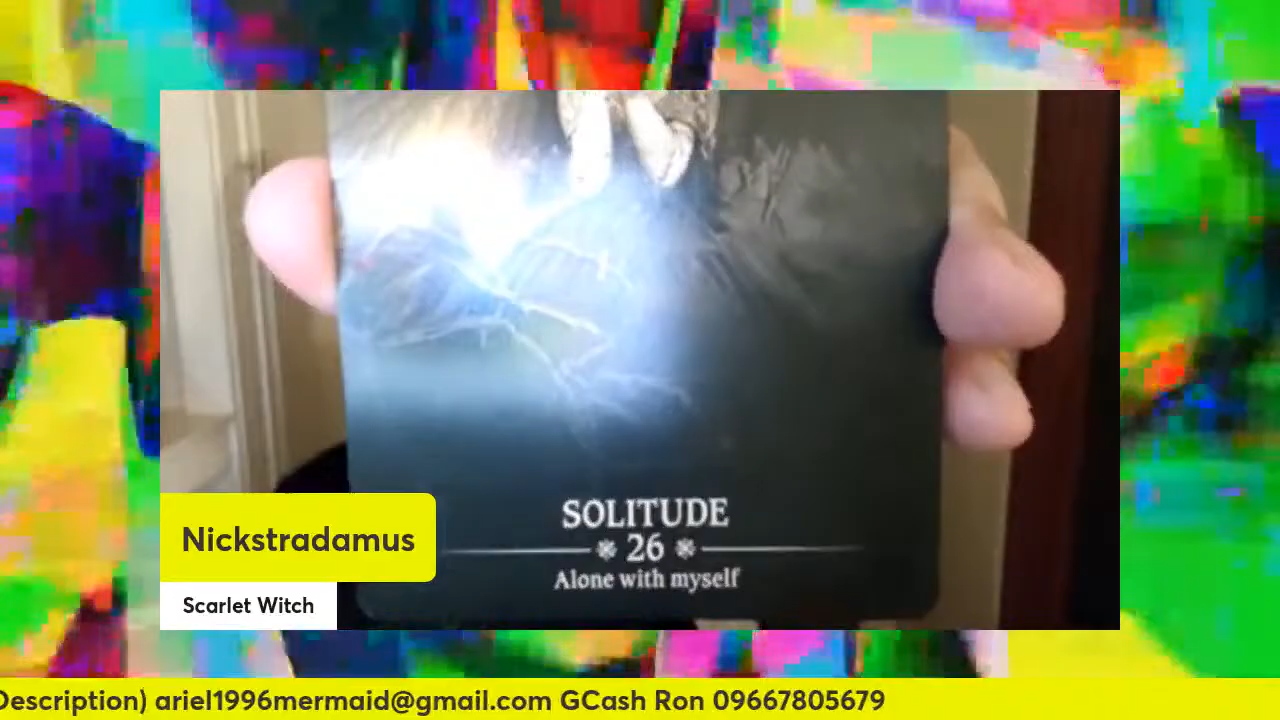 SOLITUDE
26
Alone with myself
Nickstradamus
Scarlet Witch
Description) ariel1996mermaid@gmail.com GCash Ron 09667805679